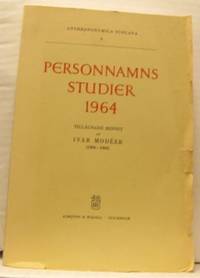 ANTHROPONYMICA SUECANA
PERSONNAMNS
STUDIER
1964
TILLÄGNADE MINNET
AV
IVAR MODÉER
ALMQVIST & WIKSELL · STOCKHOLM